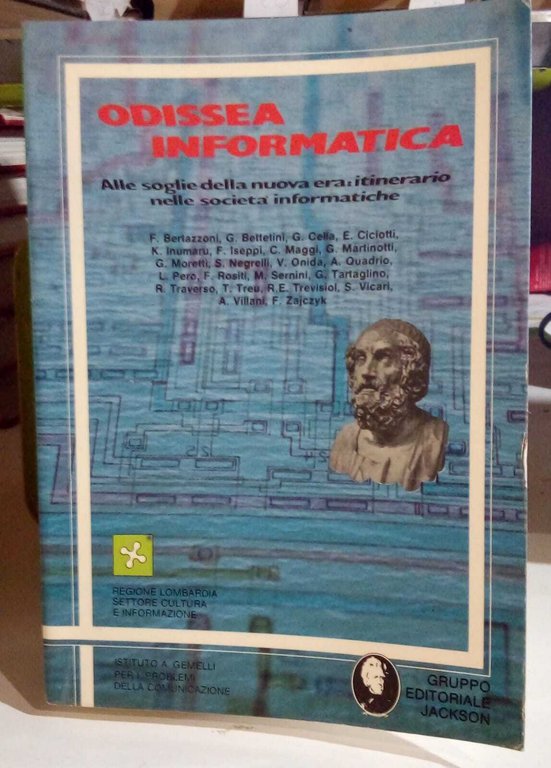 ODISSEA
INFORMATICA
Alle soglie della nuova era: itinerario
nelle società informatiche
F. Bertazzoni, G. Bettetini, G. Cella, E. Ciciotti,
K. Inumaru, F. Iseppi, C. Maggi, G. Martinotti,
G. Moretti, S. Negrelli, V. Onida, A. Quadrio,
L. Pero, F. Rositi, M. Sernini, G. Tartaglino,
R. Traverso, T. Treu, R.E. Trevisiol, S. Vicari,
A. Villani, F. Zajczyk
REGIONE LOMBARDIA
SETTORE CULTURA
E INFORMAZIONE
ISTITUTO A GEMELLI
PER I PROBLEMI
DELLA COMUNICAZIONE
GRUPPO
EDITORIALE
JACKSON